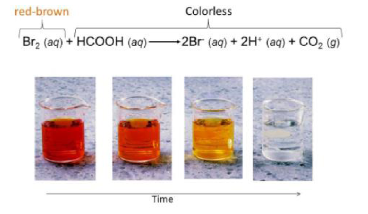 red-brown Colorless
Br₂ (aq) + HCOOH (aq) ⟶ 2Br⁻ (aq) + 2H⁺ (aq) + CO₂ (g)
Time